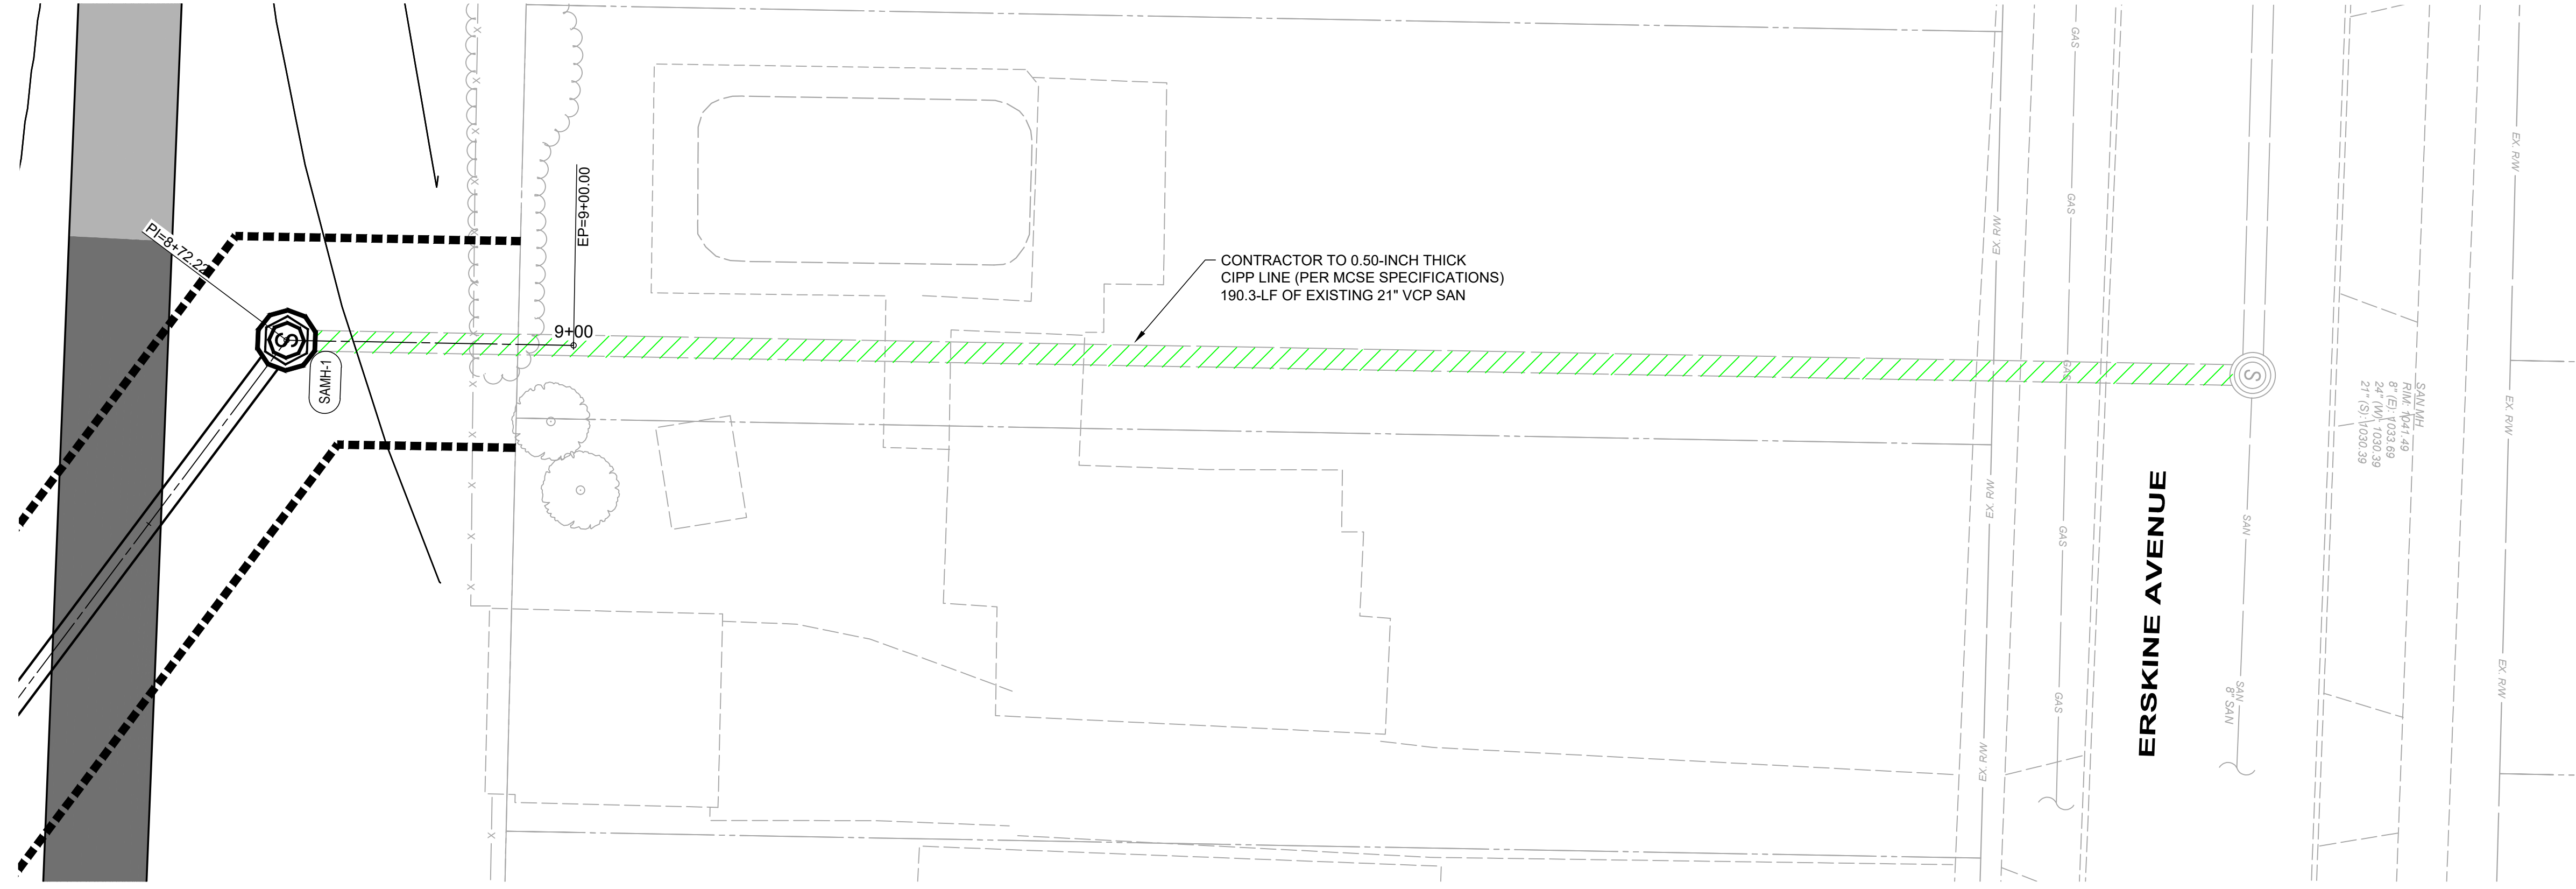 PI=8+72.22
S
SAMH-1
EP=9+00.00
9+00
CONTRACTOR TO 0.50-INCH THICK
CIPP LINE (PER MCSE SPECIFICATIONS)
190.3-LF OF EXISTING 21" VCP SAN
X
X
X
X
X
X
X
X
X
X
X
X
X
EX. R/W
EX. R/W
EX. R/W
GAS
GAS
GAS
GAS
GAS
ERSKINE AVENUE
S
SAN
SAN
8" SAN
SAN MH
RIM: 1041.49
8" (E): 1033.69
24" (W): 1030.39
21" (S): 1030.39
EX. R/W
EX. R/W
EX. R/W